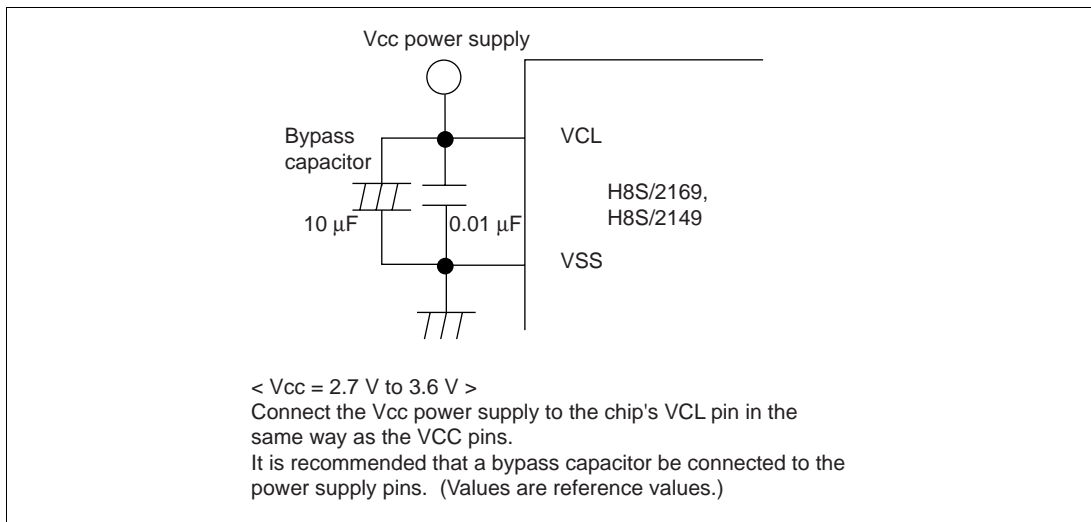 Vcc power supply
Bypass
capacitor
VCL
H8S/2169,
H8S/2149
10 μF
0.01 μF
VSS
< Vcc = 2.7 V to 3.6 V >
Connect the Vcc power supply to the chip's VCL pin in the
same way as the VCC pins.
It is recommended that a bypass capacitor be connected to the
power supply pins.  (Values are reference values.)